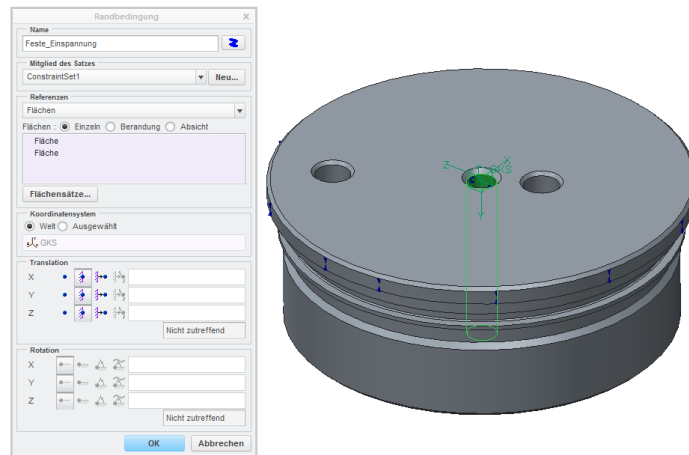 Randbedingung X
Name
Feste_Einspannung
Mitglied des Satzes
ConstraintSet1 Neu...
Referenzen
Flächen
Flächen : Einzeln Berandung Absicht
Fläche
Fläche
Flächensätze...
Koordinatensystem
Welt Ausgewählt
GKS
Translation
X
Y
Z
Nicht zutreffend
Rotation
X
Y
Z
Nicht zutreffend
OK Abbrechen
Z X
GKS
Y